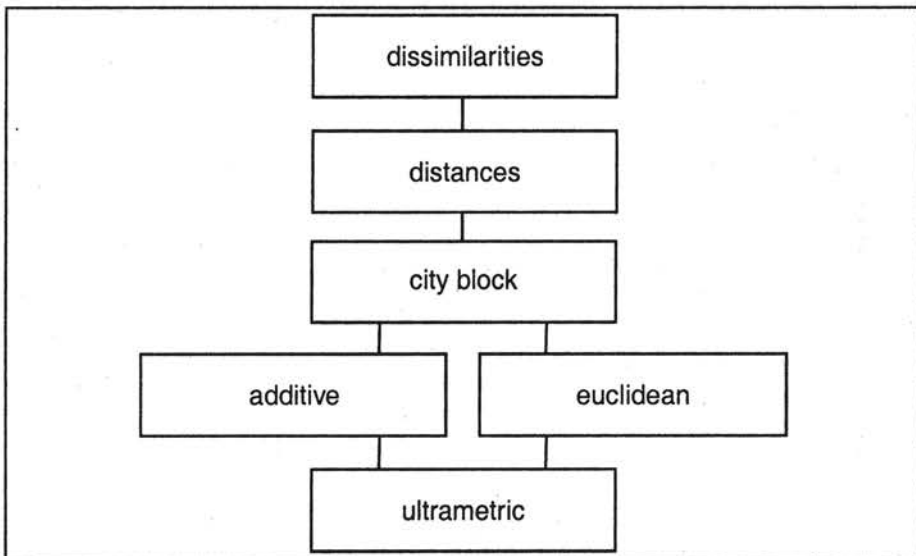 dissimilarities
distances
city block
additive
euclidean
ultrametric